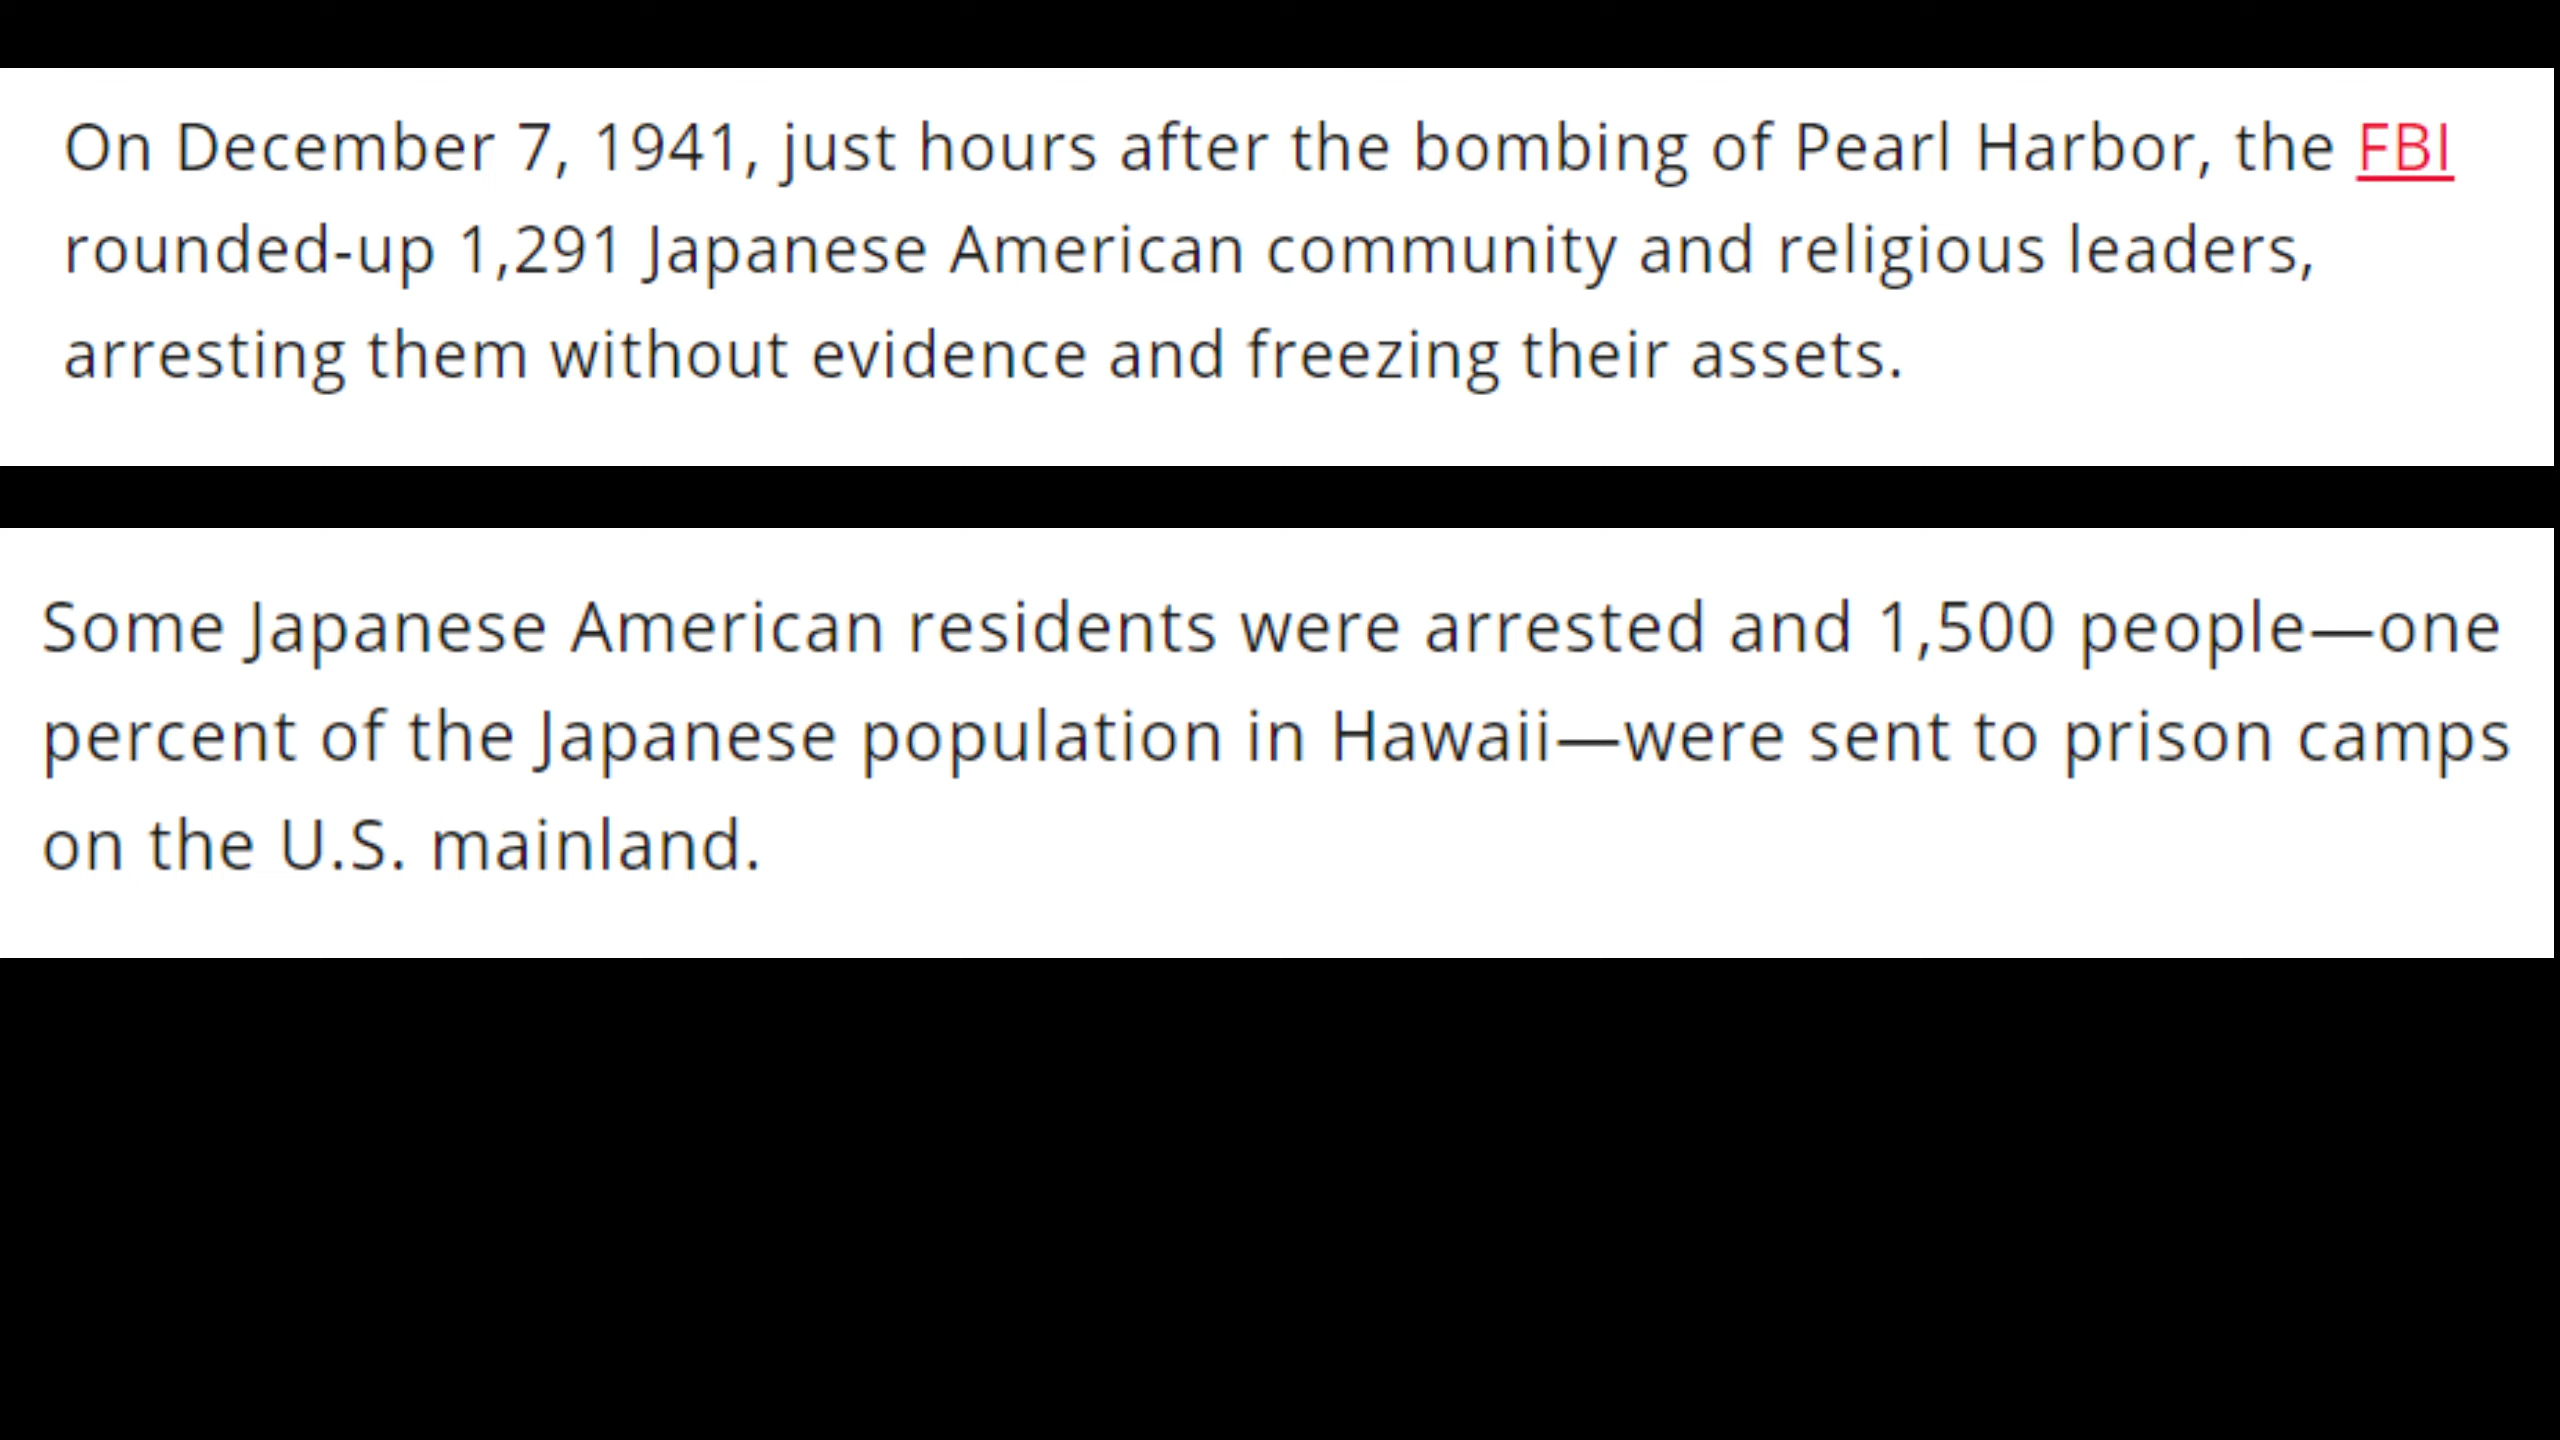 On December 7, 1941, just hours after the bombing of Pearl Harbor, the FBI
rounded-up 1,291 Japanese American community and religious leaders,
arresting them without evidence and freezing their assets.
Some Japanese American residents were arrested and 1,500 people—one
percent of the Japanese population in Hawaii—were sent to prison camps
on the U.S. mainland.